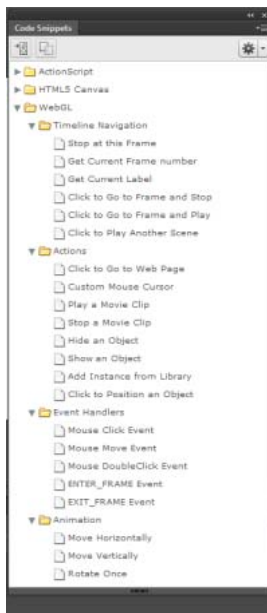 Code Snippets
ActionScript
HTML5 Canvas
WebGL
Timeline Navigation
Stop at this Frame
Get Current Frame number
Get Current Label
Click to Go to Frame and Stop
Click to Go to Frame and Play
Click to Play Another Scene
Actions
Click to Go to Web Page
Custom Mouse Cursor
Play a Movie Clip
Stop a Movie Clip
Hide an Object
Show an Object
Add Instance from Library
Click to Position an Object
Event Handlers
Mouse Click Event
Mouse Move Event
Mouse DoubleClick Event
ENTER_FRAME Event
EXIT_FRAME Event
Animation
Move Horizontally
Move Vertically
Rotate Once